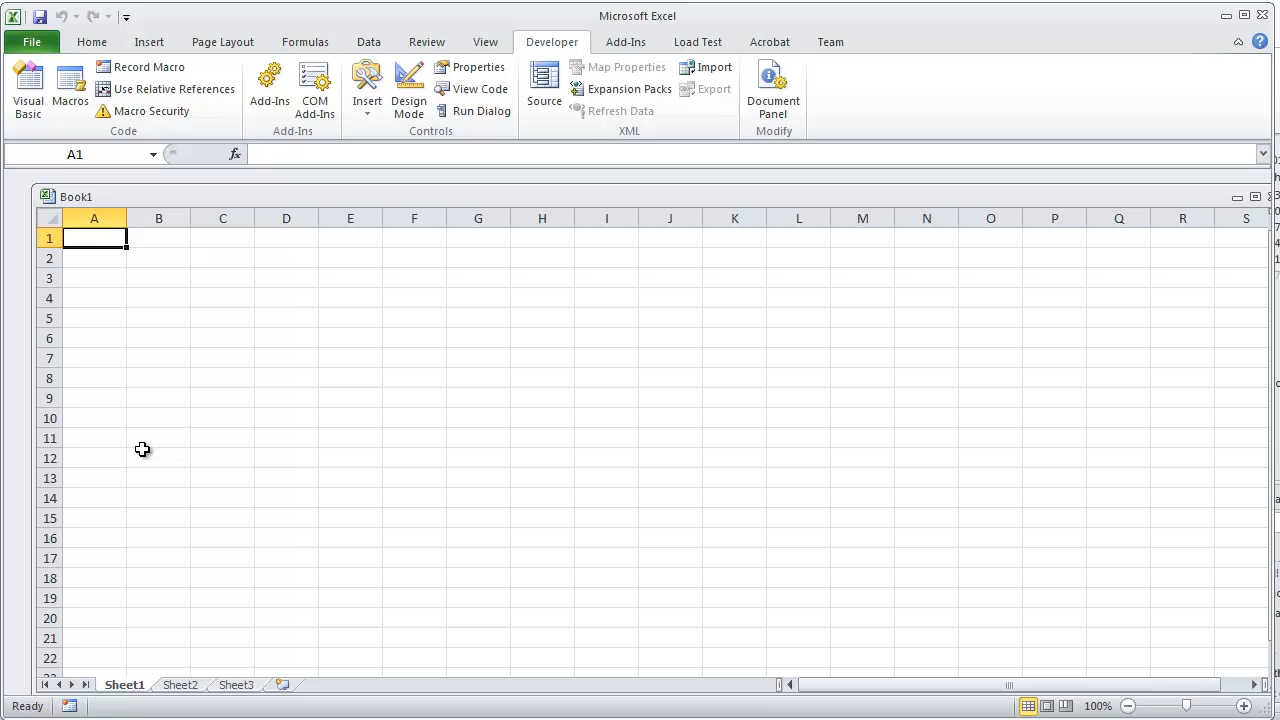 Microsoft Excel
File Home Insert Page Layout Formulas Data Review View Developer Add-Ins Load Test Acrobat Team
Visual Basic
Macros
Record Macro
Use Relative References
Macro Security
Code
Add-Ins
COM Add-Ins
Add-Ins
Insert
Design Mode
Properties
View Code
Run Dialog
Controls
Source
Map Properties
Expansion Packs
Refresh Data
Import
Export
XML
Document Panel
Modify
A1
fx
Book1
A B C D E F G H I J K L M N O P Q R S
1
2
3
4
5
6
7
8
9
10
11
12
13
14
15
16
17
18
19
20
21
22
Sheet1 Sheet2 Sheet3
Ready
100%